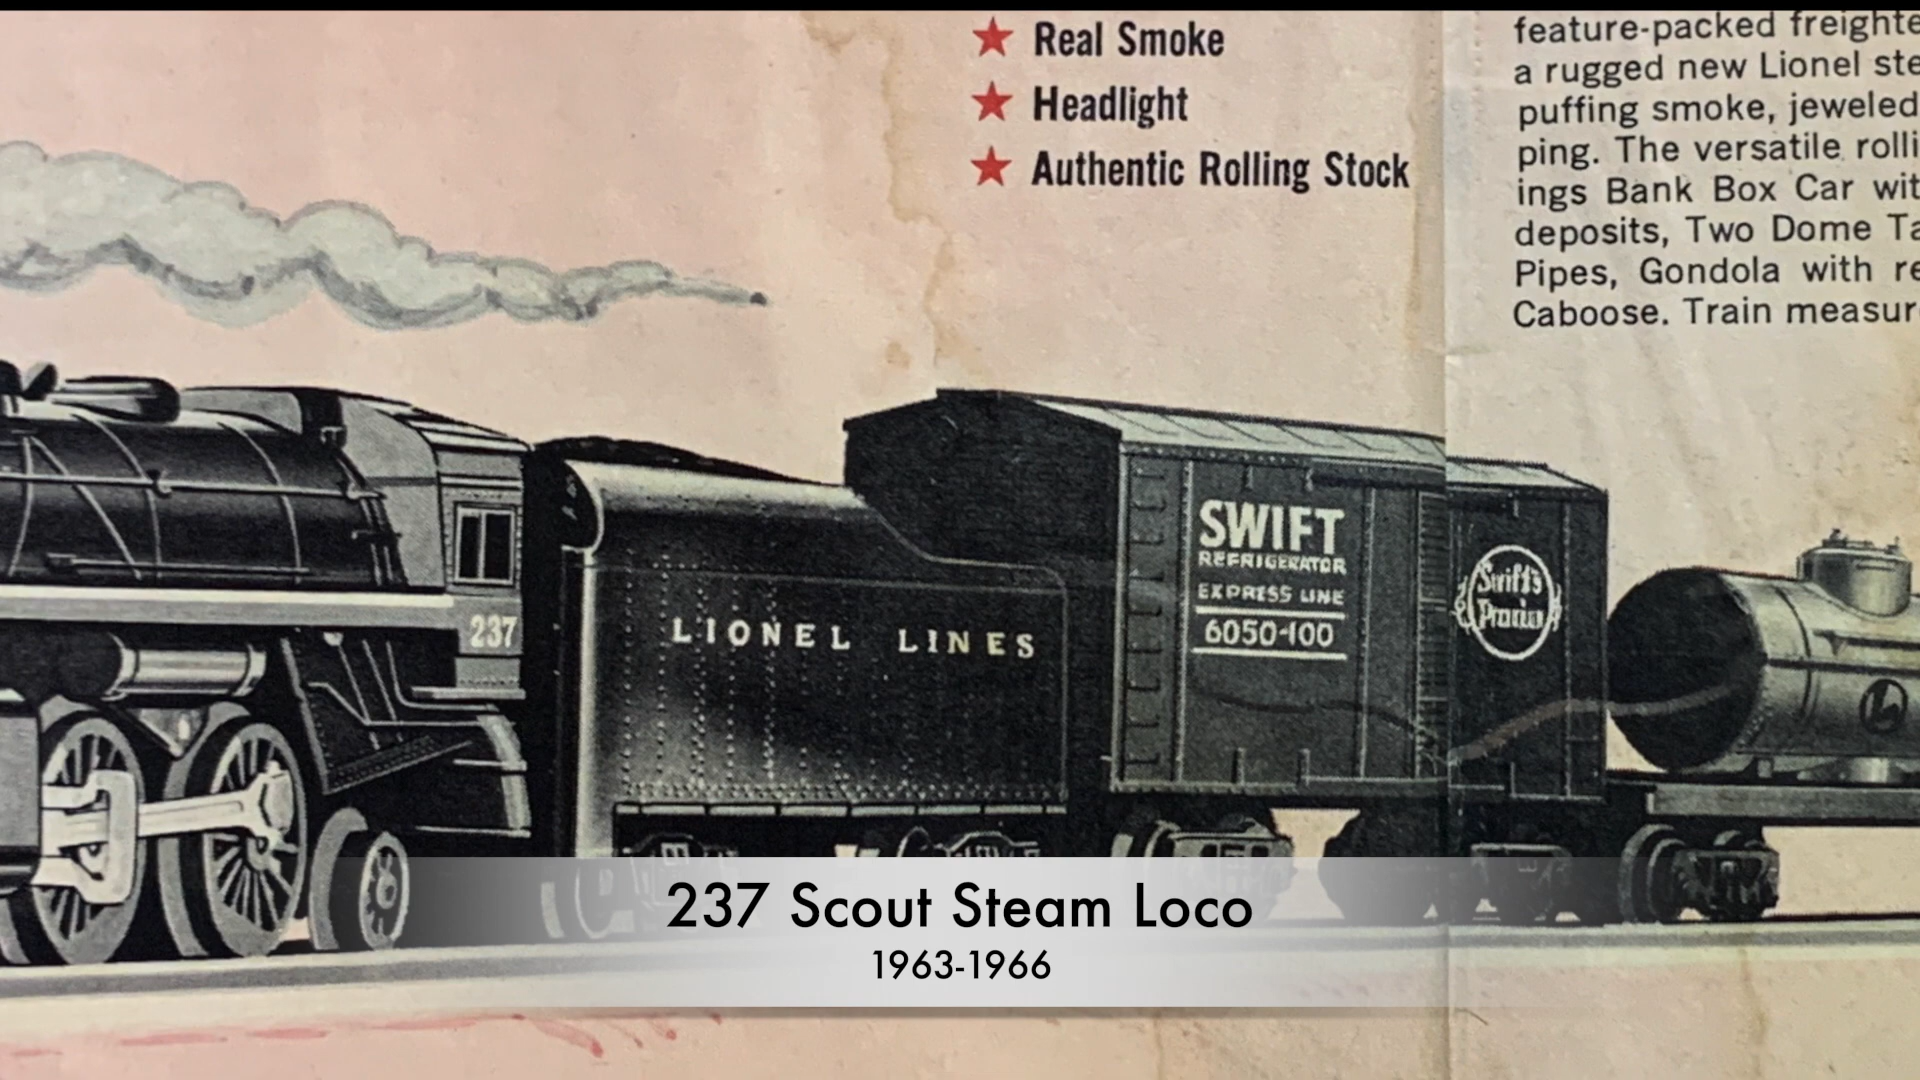 Real Smoke
Headlight
Authentic Rolling Stock
feature-packed freighte
a rugged new Lionel ste
puffing smoke, jeweled
ping. The versatile rolli
ings Bank Box Car wit
deposits, Two Dome Ta
Pipes, Gondola with re
Caboose. Train measur
237
LIONEL LINES
SWIFT
REFRIGERATOR
EXPRESS LINE
6050-100
Swift's
Premium
L
237 Scout Steam Loco
1963-1966